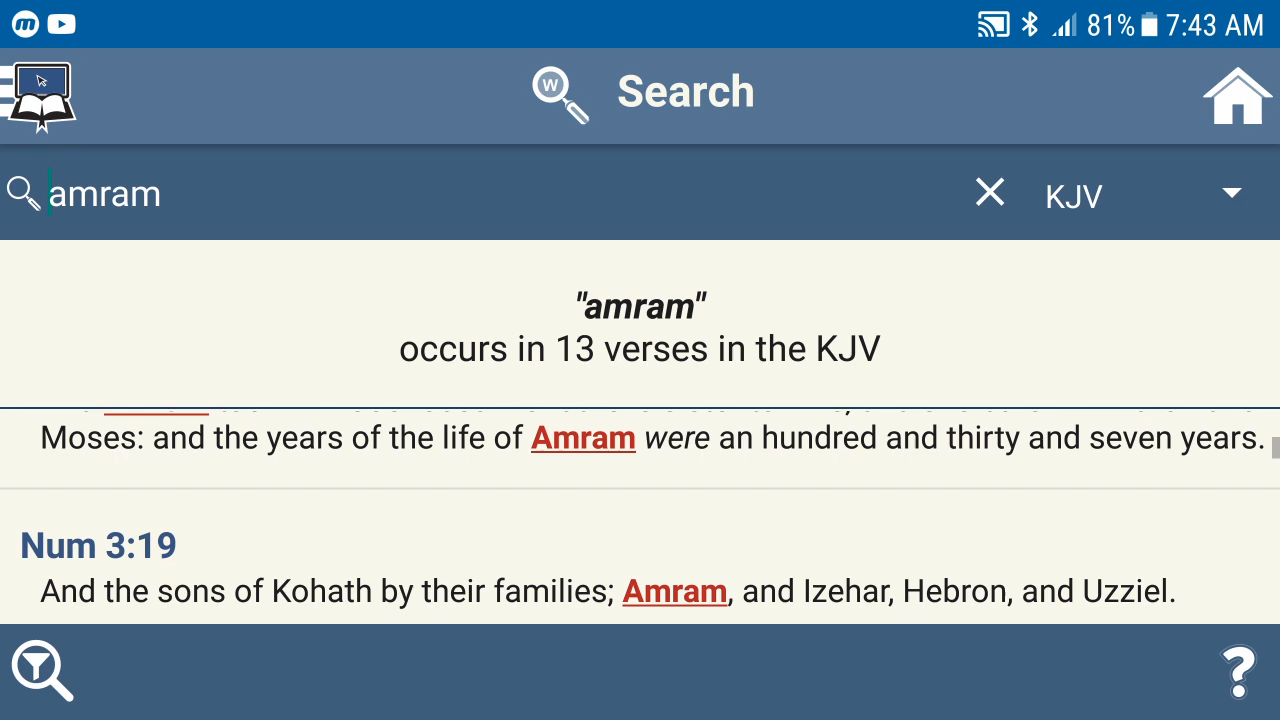 81% 7:43 AM
W Search
amram KJV
"amram"
occurs in 13 verses in the KJV
Moses: and the years of the life of Amram were an hundred and thirty and seven years.
Num 3:19
And the sons of Kohath by their families; Amram, and Izehar, Hebron, and Uzziel.